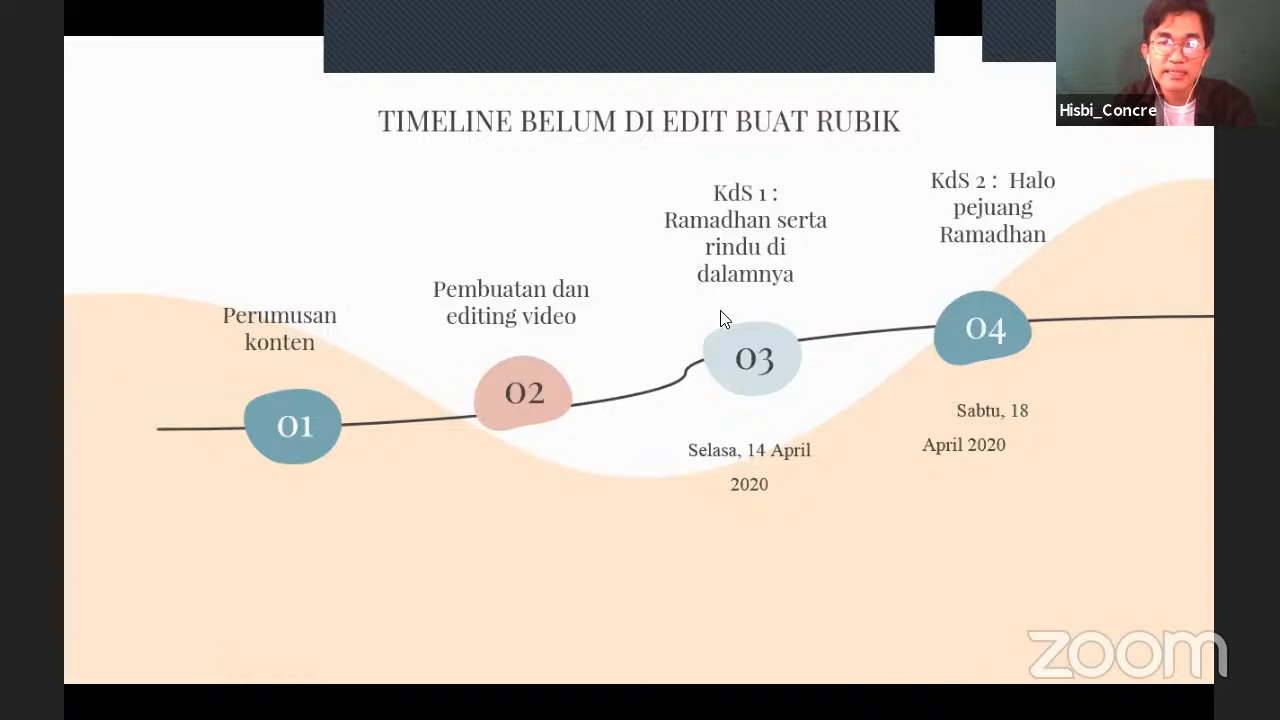 Hisbi_Concre
TIMELINE BELUM DI EDIT BUAT RUBIK
Perumusan
konten
01
Pembuatan dan
editing video
02
KdS 1 :
Ramadhan serta
rindu di
dalamnya
03
Selasa, 14 April
2020
KdS 2 : Halo
pejuang
Ramadhan
04
Sabtu, 18
April 2020
zoom